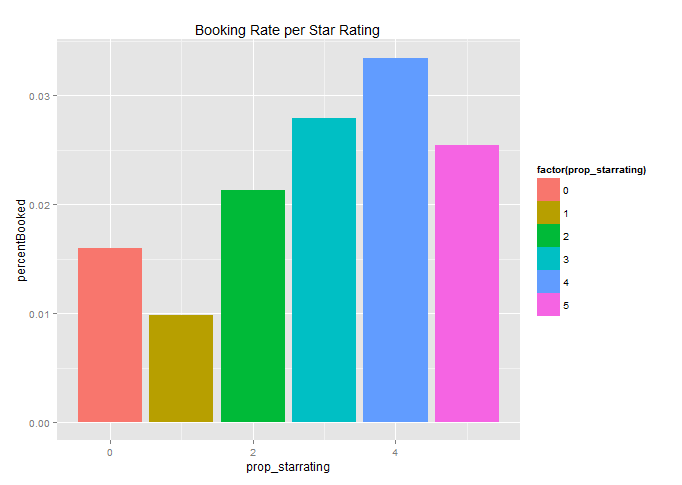 Booking Rate per Star Rating
percentBooked
0.03
0.02
0.01
0.00
0 2 4
prop_starrating
factor(prop_starrating)
0
1
2
3
4
5